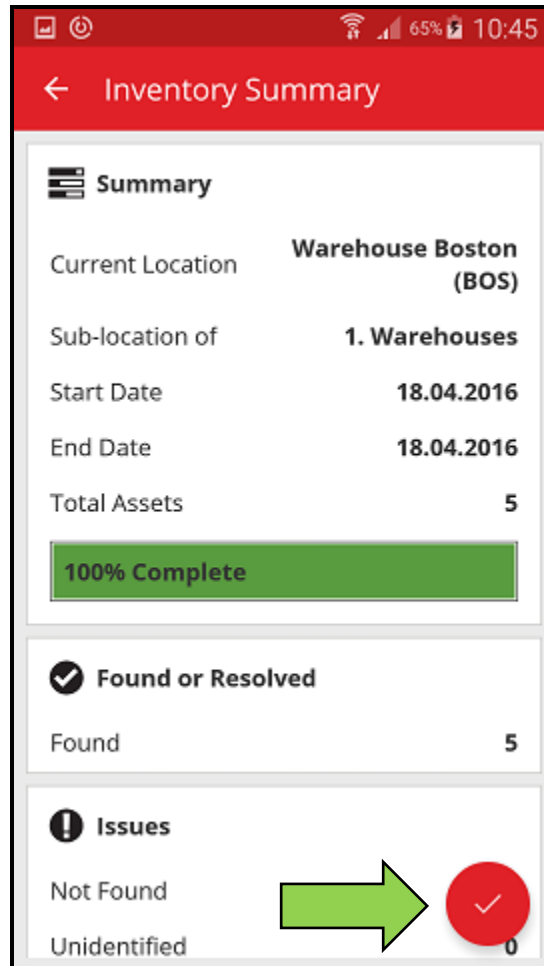 65% 10:45
Inventory Summary
Summary
Current Location Warehouse Boston
(BOS)
Sub-location of 1. Warehouses
Start Date 18.04.2016
End Date 18.04.2016
Total Assets 5
100% Complete
Found or Resolved
Found 5
Issues
Not Found
Unidentified 0